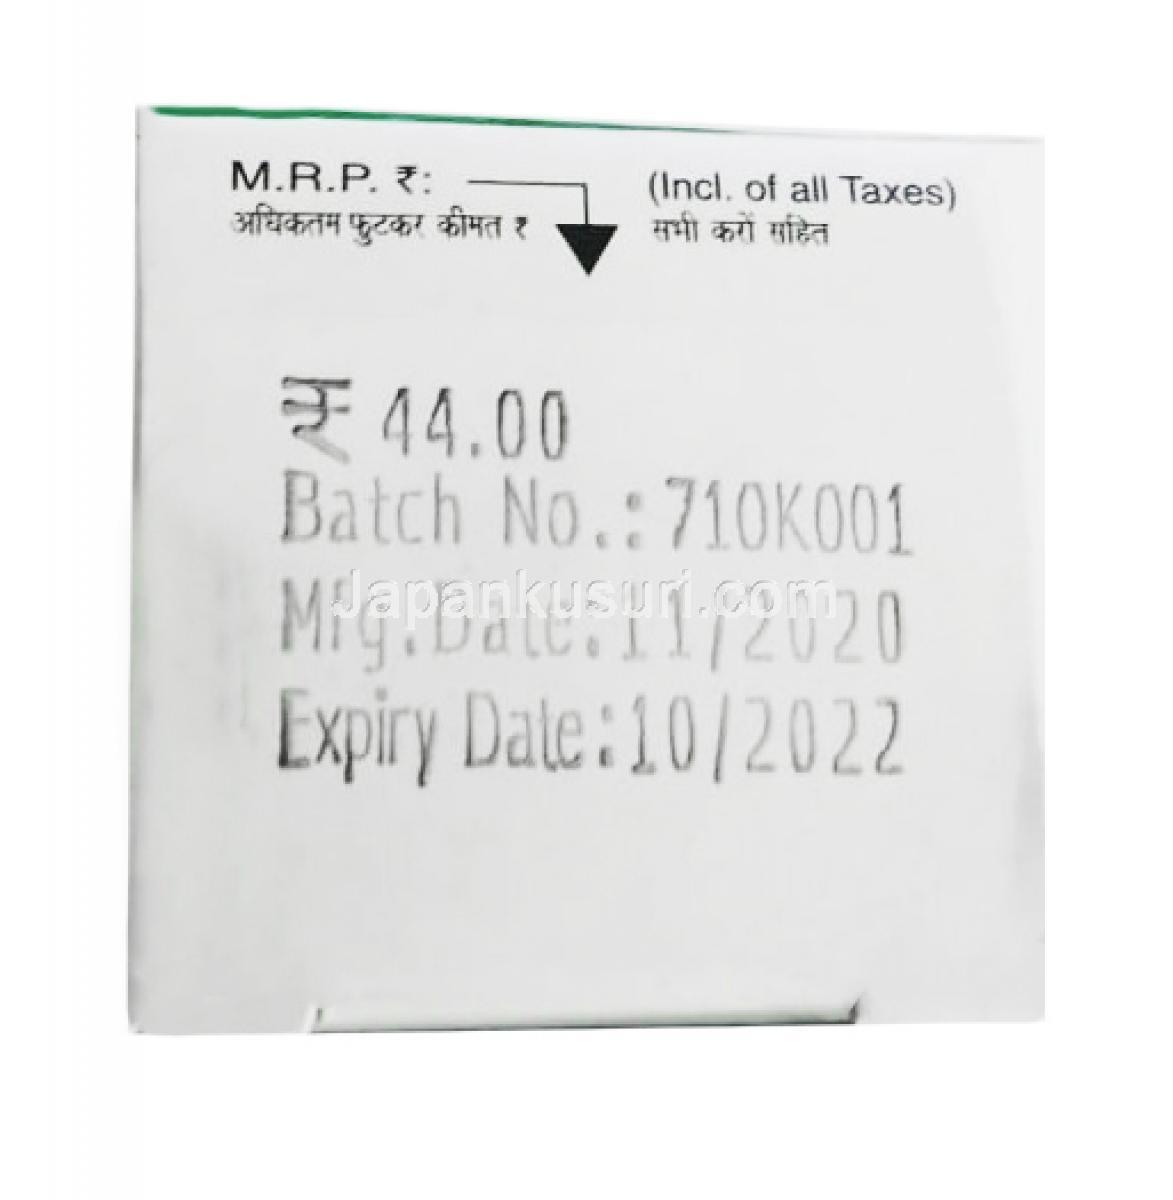 M.R.P. ₹: (Incl. of all Taxes)
अधिकतम फुटकर कीमत ₹ सभी करों सहित
₹ 44.00
Batch No.:710K001
Japankusuri.com
Mfg.Date:11/2020
Expiry Date:10/2022